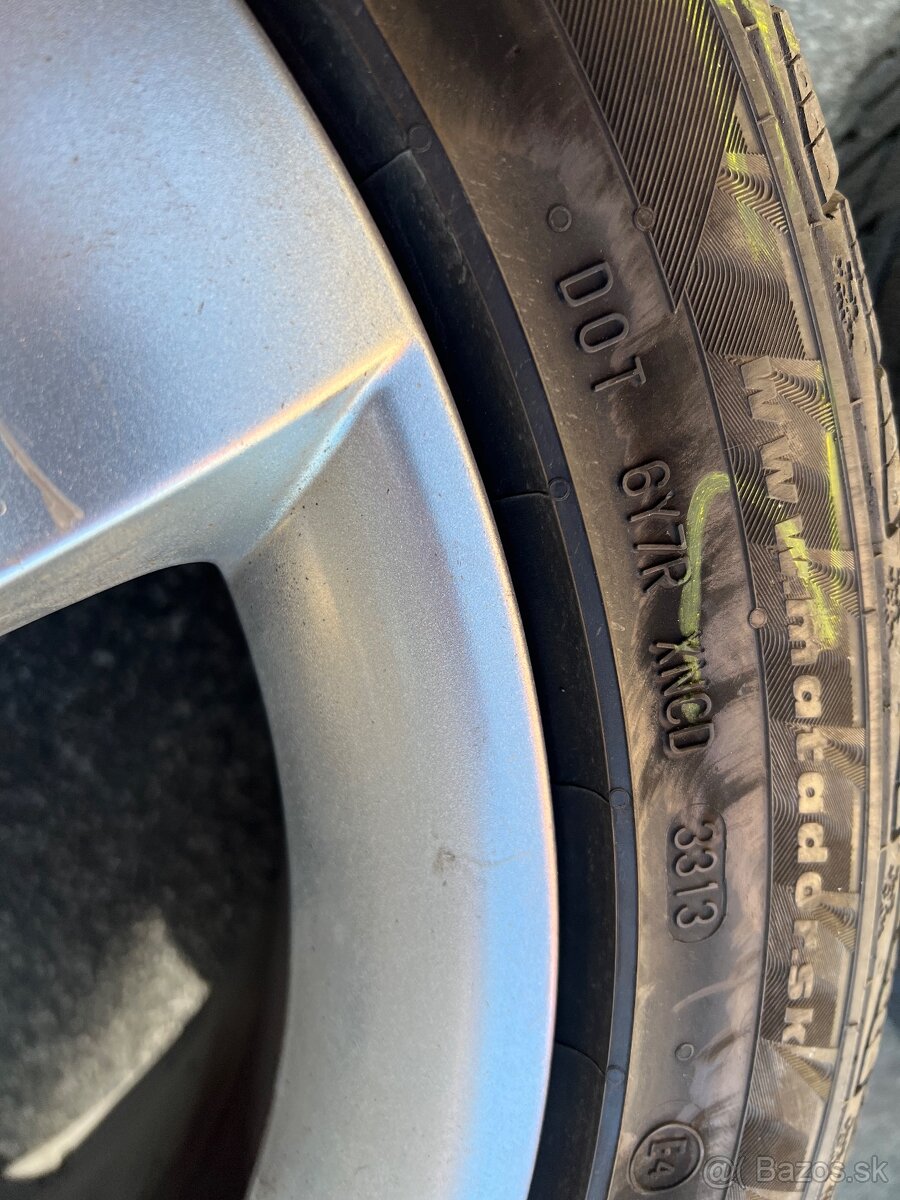 DOT 6Y7R XNCD 3313
www.matador.sk
E4
@ Bazos.sk